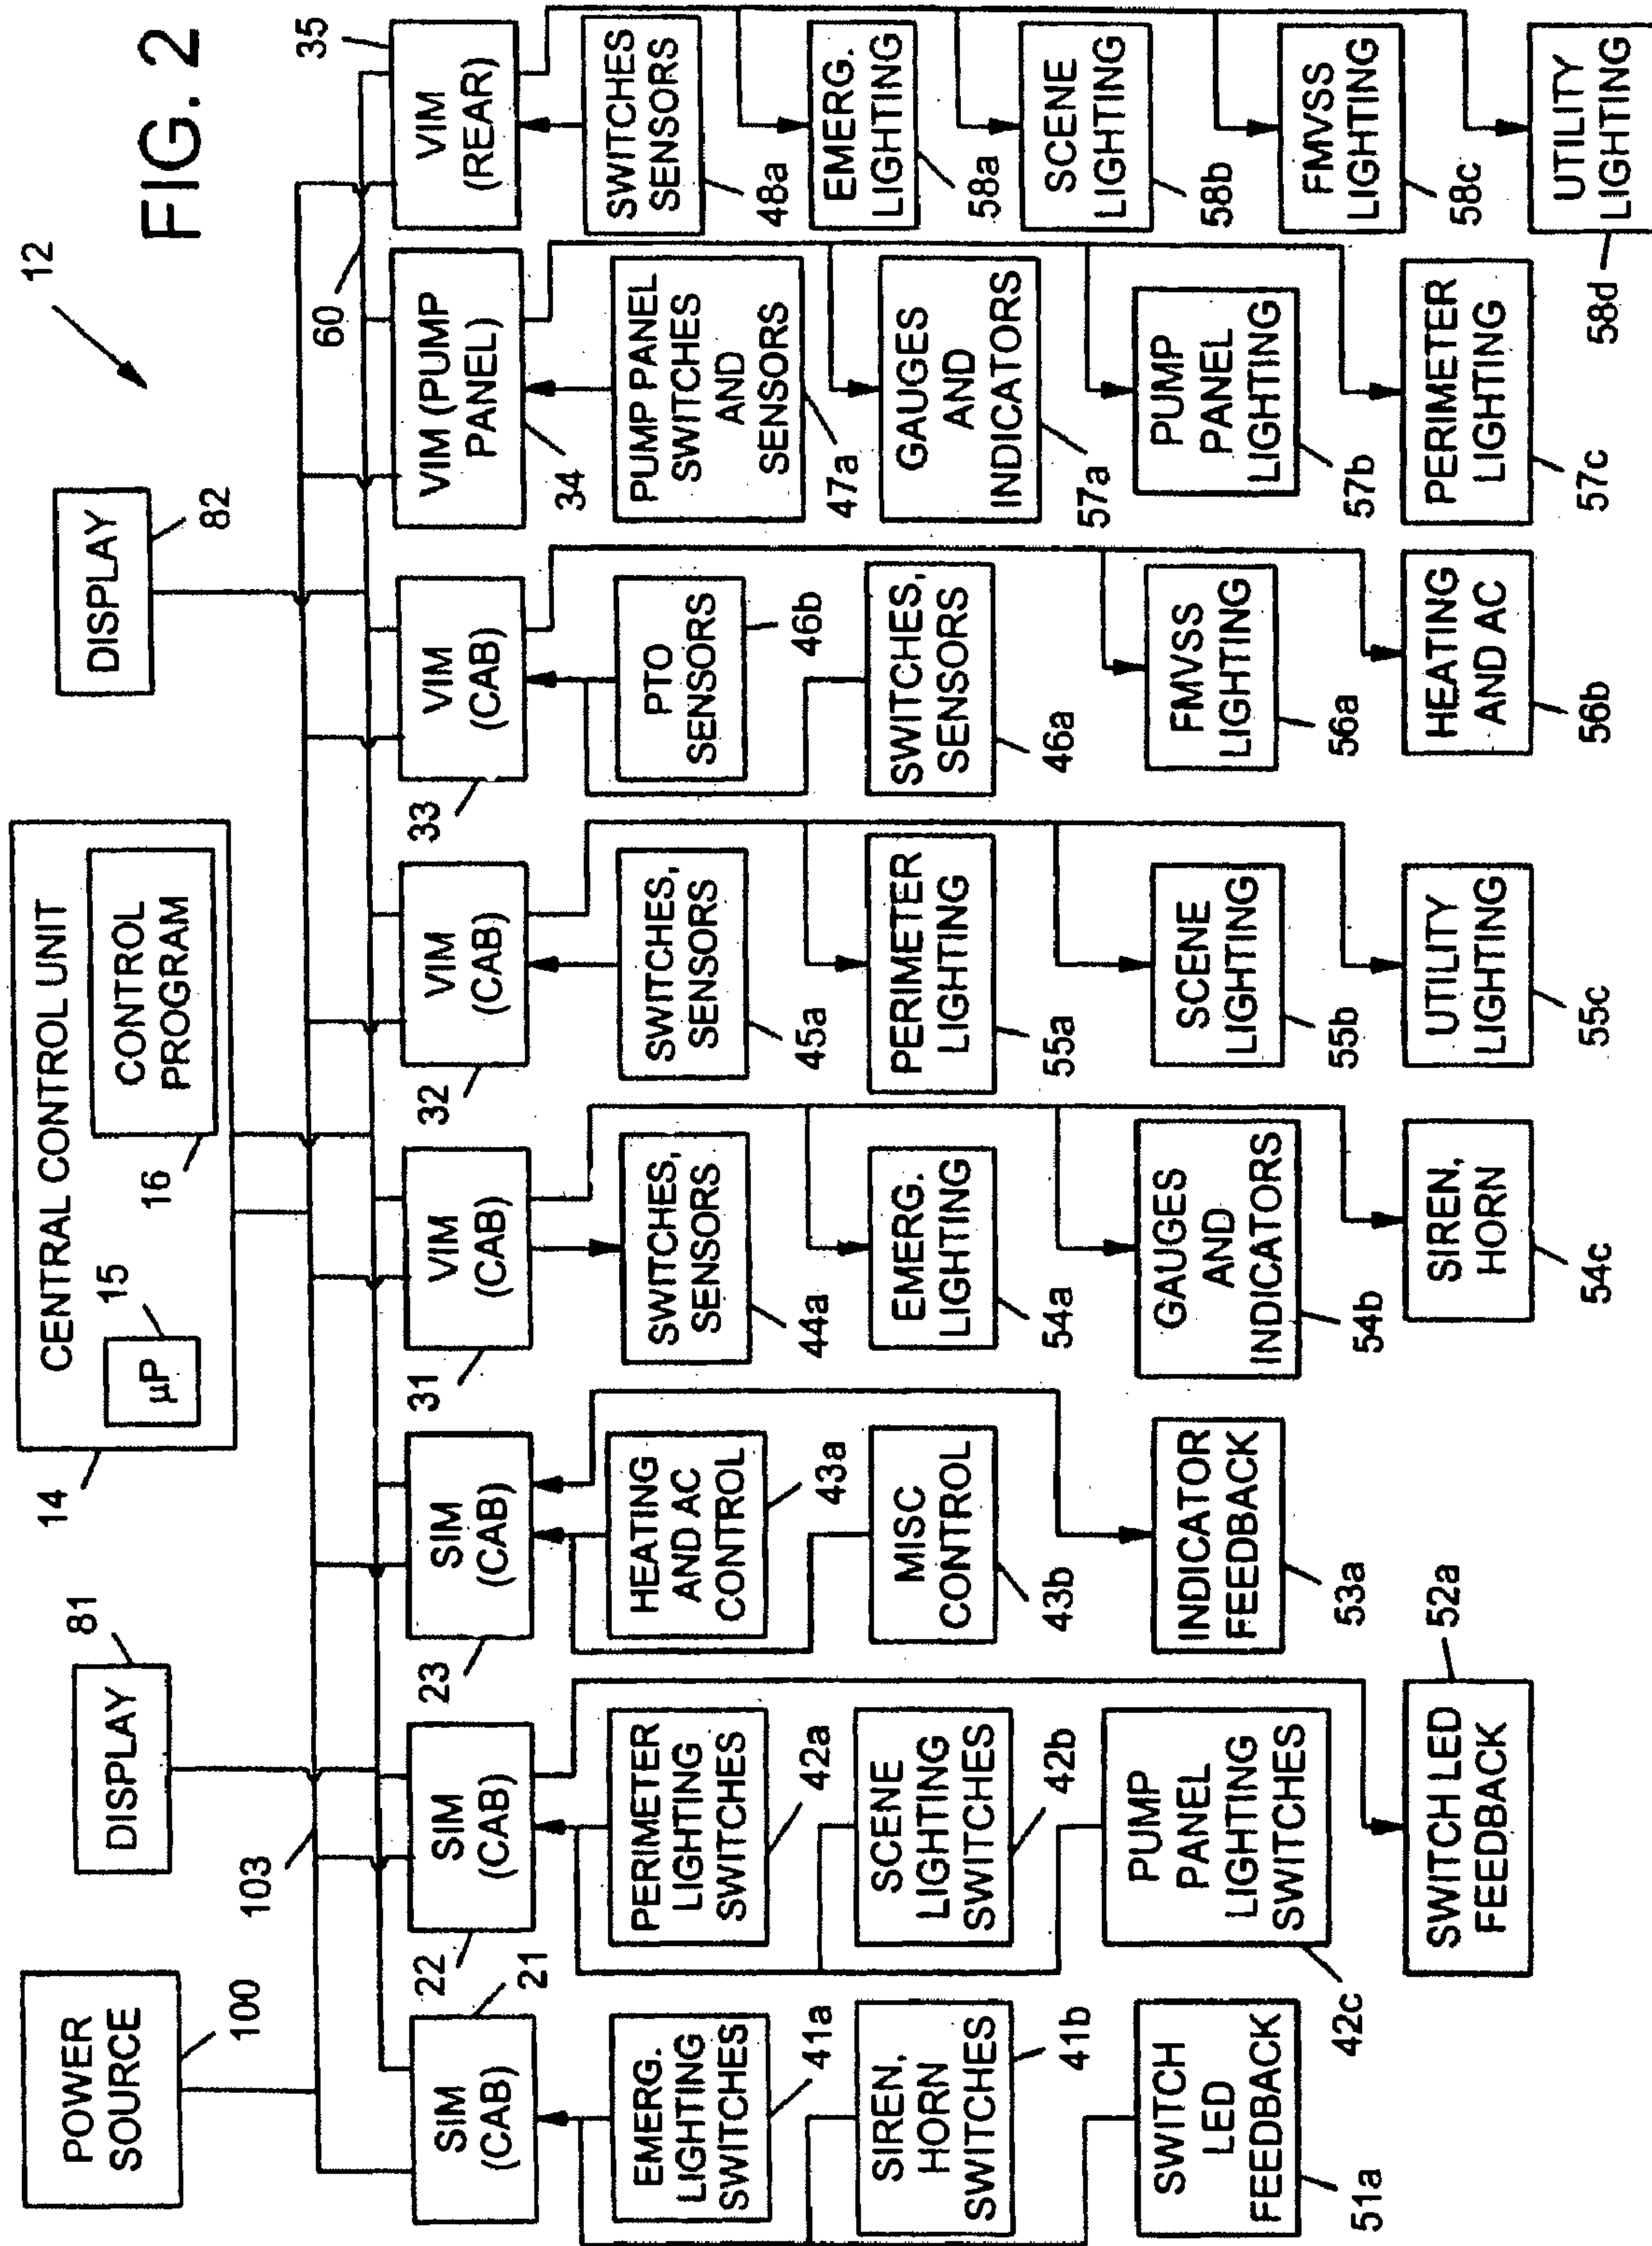 FIG. 2
12
POWER
SOURCE
100
DISPLAY
81
CENTRAL CONTROL UNIT
14
µP
15
CONTROL
PROGRAM
16
DISPLAY
82
103
60
SIM
(CAB)
21
EMERG.
LIGHTING
SWITCHES
41a
SIREN,
HORN
SWITCHES
41b
SWITCH
LED
FEEDBACK
51a
SIM
(CAB)
22
PERIMETER
LIGHTING
SWITCHES
42a
SCENE
LIGHTING
SWITCHES
42b
PUMP
PANEL
LIGHTING
SWITCHES
42c
SWITCH LED
FEEDBACK
52a
SIM
(CAB)
23
HEATING
AND AC
CONTROL
43a
MISC
CONTROL
43b
INDICATOR
FEEDBACK
53a
VIM
(CAB)
31
SWITCHES,
SENSORS
44a
EMERG.
LIGHTING
54a
GAUGES
AND
INDICATORS
54b
SIREN,
HORN
54c
VIM
(CAB)
32
SWITCHES,
SENSORS
45a
PERIMETER
LIGHTING
55a
SCENE
LIGHTING
55b
UTILITY
LIGHTING
55c
VIM
(CAB)
33
PTO
SENSORS
46b
SWITCHES,
SENSORS
46a
FMVSS
LIGHTING
56a
HEATING
AND AC
56b
VIM (PUMP
PANEL)
34
PUMP PANEL
SWITCHES
AND
SENSORS
47a
GAUGES
AND
INDICATORS
57a
PUMP
PANEL
LIGHTING
57b
PERIMETER
LIGHTING
57c
VIM
(REAR)
35
SWITCHES
SENSORS
48a
EMERG.
LIGHTING
58a
SCENE
LIGHTING
58b
FMVSS
LIGHTING
58c
UTILITY
LIGHTING
58d